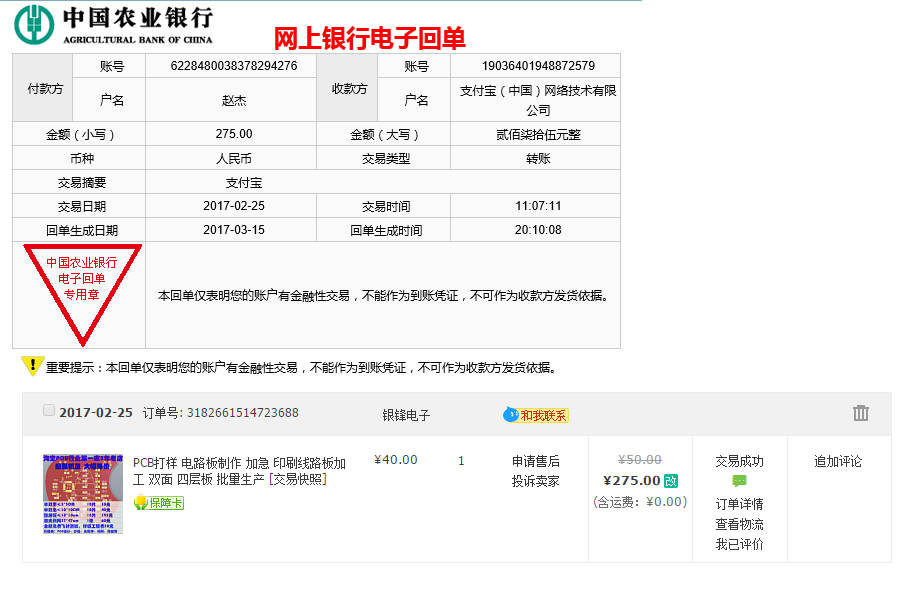 中国农业银行
AGRICULTURAL BANK OF CHINA
网上银行电子回单
付款方 账号 6228480038378294276 收款方 账号 19036401948872579
户名 赵杰 户名 支付宝（中国）网络技术有限
公司
金额（小写） 275.00 金额（大写） 贰佰柒拾伍元整
币种 人民币 交易类型 转账
交易摘要 支付宝
交易日期 2017-02-25 交易时间 11:07:11
回单生成日期 2017-03-15 回单生成时间 20:10:08
中国农业银行
电子回单
专用章
本回单仅表明您的账户有金融性交易，不能作为到账凭证，不可作为收款方发货依据。
重要提示：本回单仅表明您的账户有金融性交易，不能作为到账凭证，不可作为收款方发货依据。
2017-02-25 订单号: 3182661514723688 银锋电子 和我联系
PCB打样 电路板制作 加急 印刷线路板加
工 双面 四层板 批量生产 [交易快照]
保障卡
¥40.00
1
申请售后
投诉卖家
¥50.00
¥275.00 改
(含运费：¥0.00)
交易成功
订单详情
查看物流
我已评价
追加评论